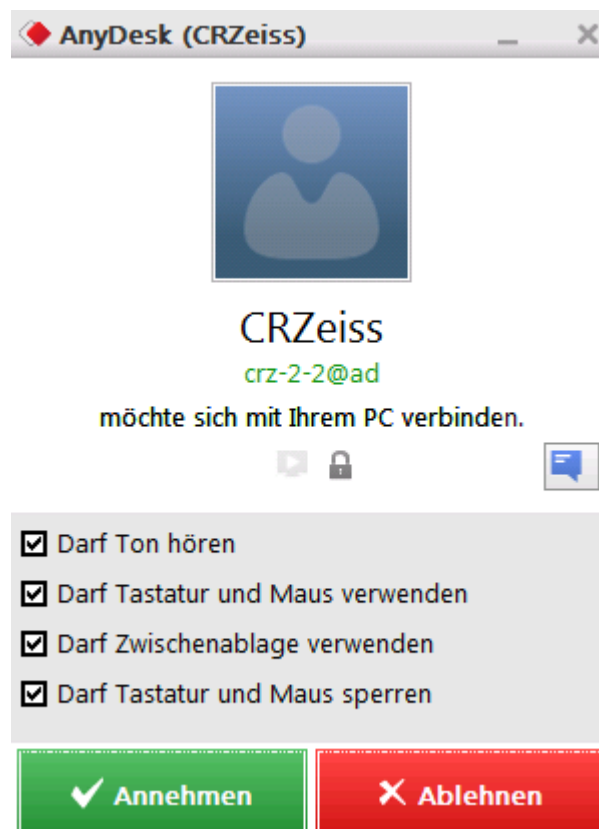 AnyDesk (CRZeiss)
CRZeiss
crz-2-2@ad
möchte sich mit Ihrem PC verbinden.
Darf Ton hören
Darf Tastatur und Maus verwenden
Darf Zwischenablage verwenden
Darf Tastatur und Maus sperren
Annehmen
Ablehnen